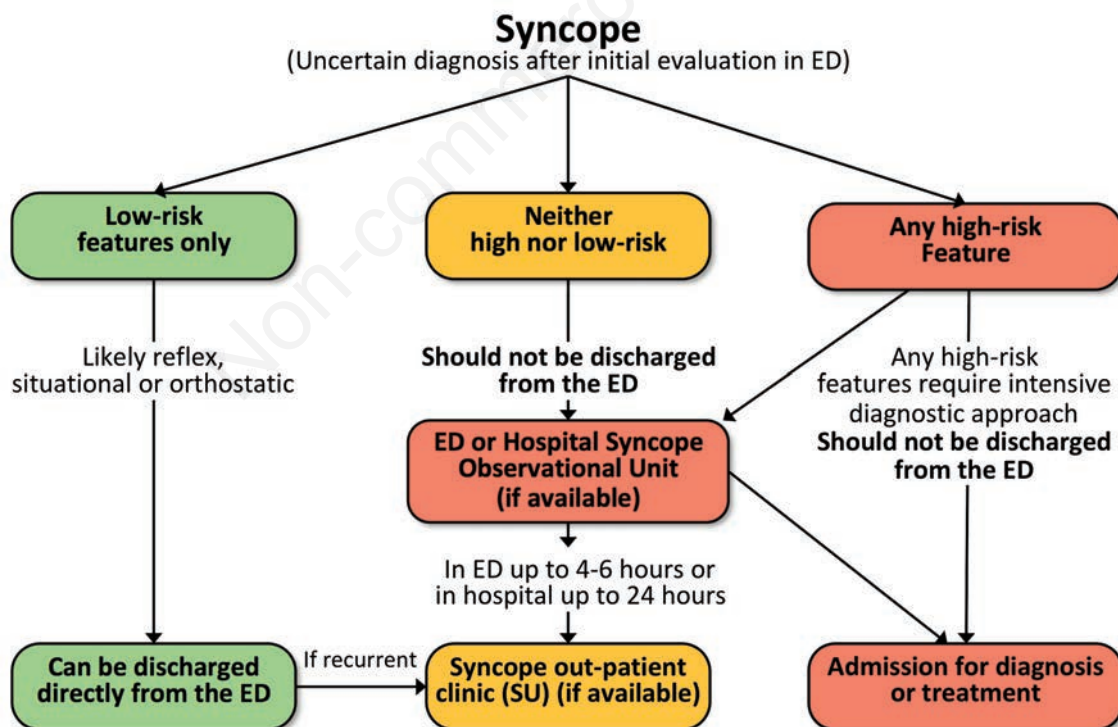 Syncope
(Uncertain diagnosis after initial evaluation in ED)
Low-risk
features only
Neither
high nor low-risk
Any high-risk
Feature
Likely reflex,
situational or orthostatic
Should not be discharged
from the ED
Any high-risk
features require intensive
diagnostic approach
Should not be discharged
from the ED
ED or Hospital Syncope
Observational Unit
(if available)
In ED up to 4-6 hours or
in hospital up to 24 hours
Can be discharged
directly from the ED
If recurrent
Syncope out-patient
clinic (SU) (if available)
Admission for diagnosis
or treatment